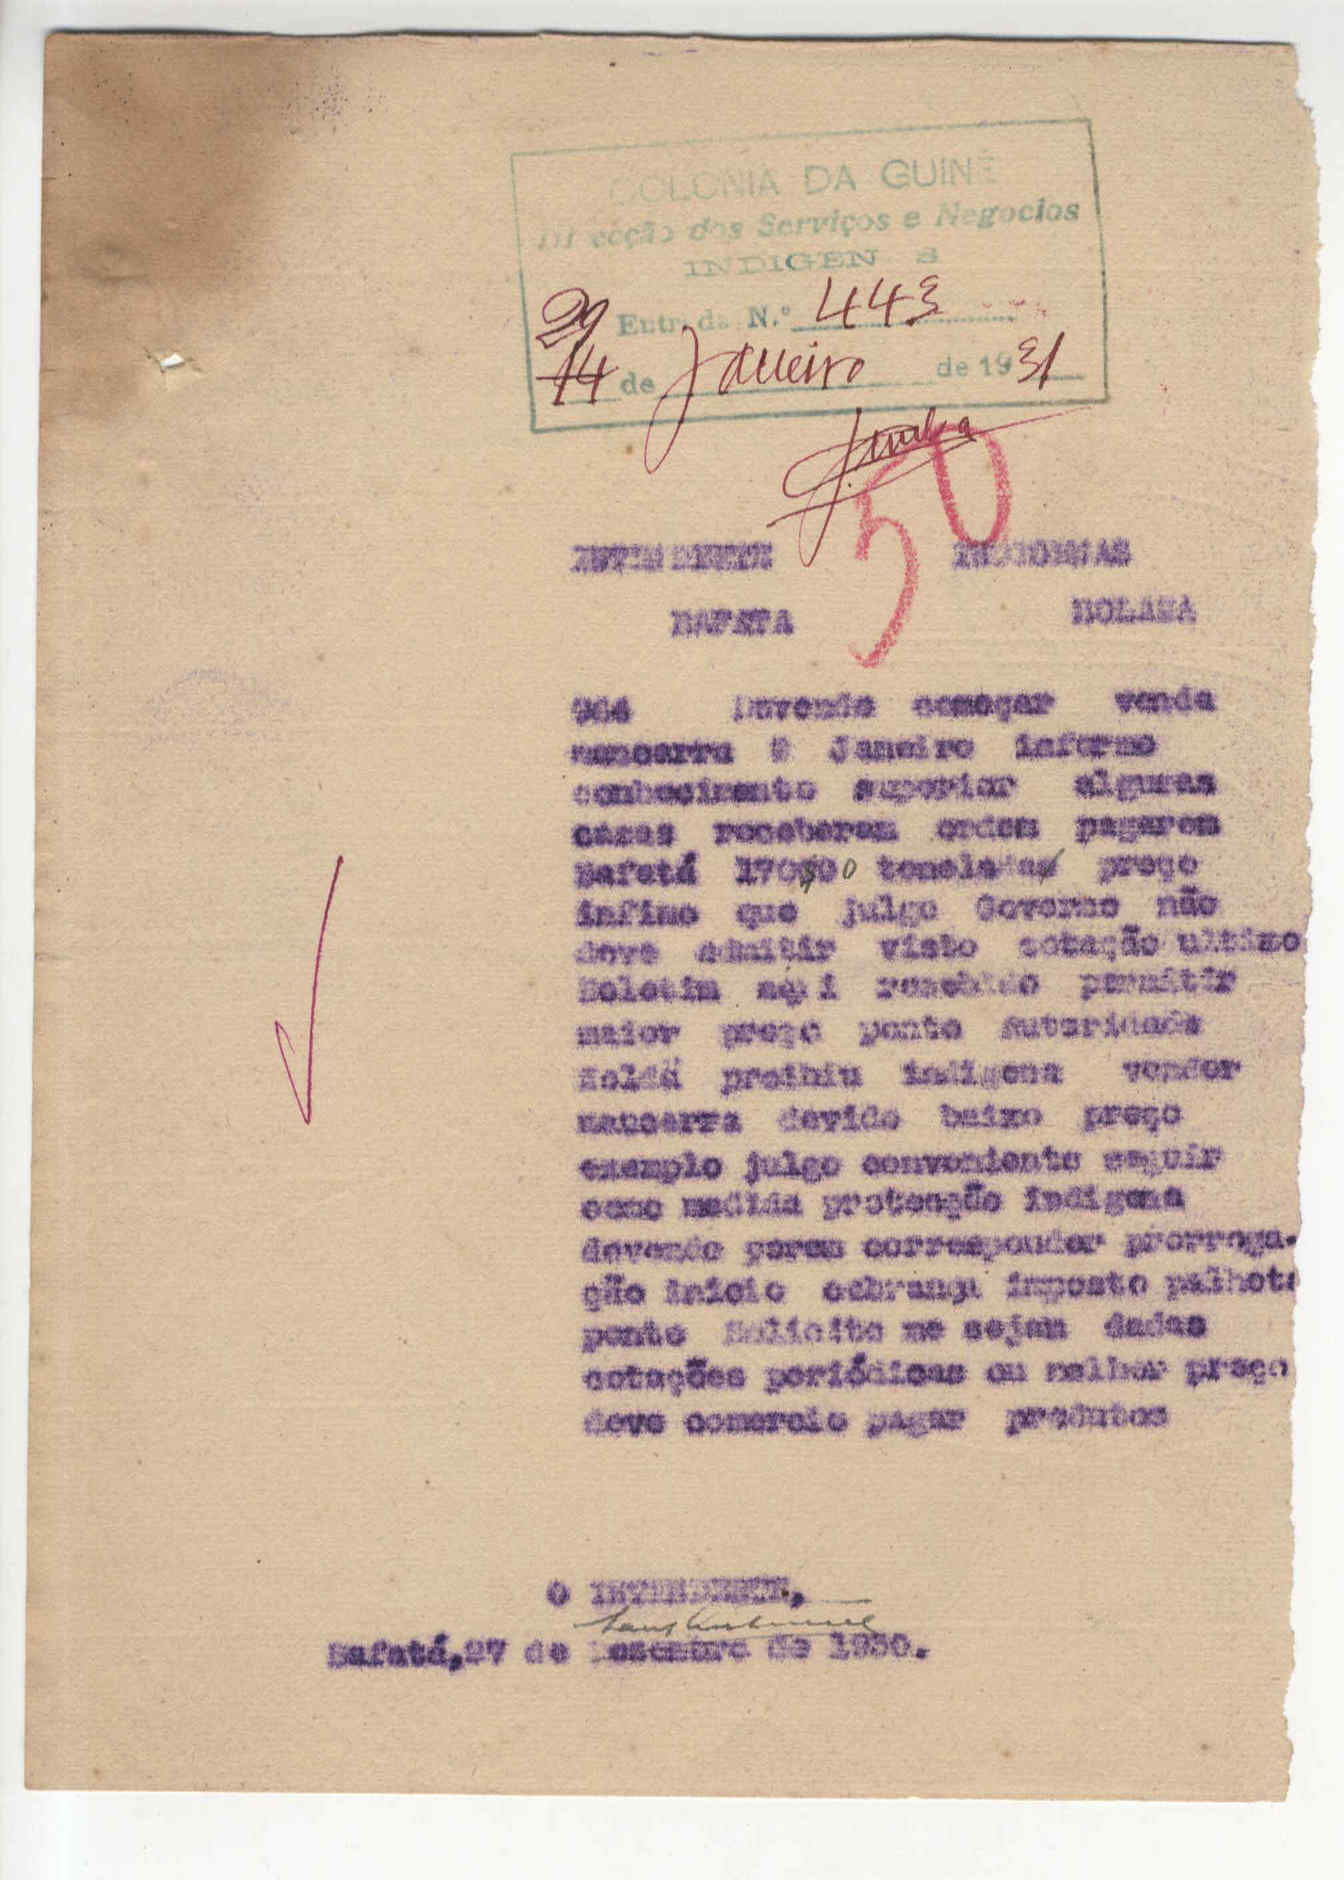 COLONIA DA GUINÉ
Direcção dos Serviços e Negocios
INDIGENAS
Entrada N.º 443
29
14 de Janeiro de 1931
50
INTENDENTE INDIGENAS
BAFATA BOLAMA
Devendo começar venda
mancarra Janeiro informo
conhecimento superior algumas
casas receberam ordem pagarem
Bafatá 170$0 tonelada preço
infimo que julgo Governo não
deve admitir visto cotação ultimo
Boletim aqui recebido permitir
maior preço ponto Autoridade
Koldá proibiu indigena vender
mancarra devido baixo preço
exemplo julgo conveniente seguir
como medida protecção indigena
devendo porem corresponder prorroga-
ção inicio cobrança imposto palhota
ponto Solicito me sejam dadas
cotações periódicas ou melhor preço
deve comercio pagar produtos
O INTENDENTE,
Bafatá,27 de Dezembro de 1930.